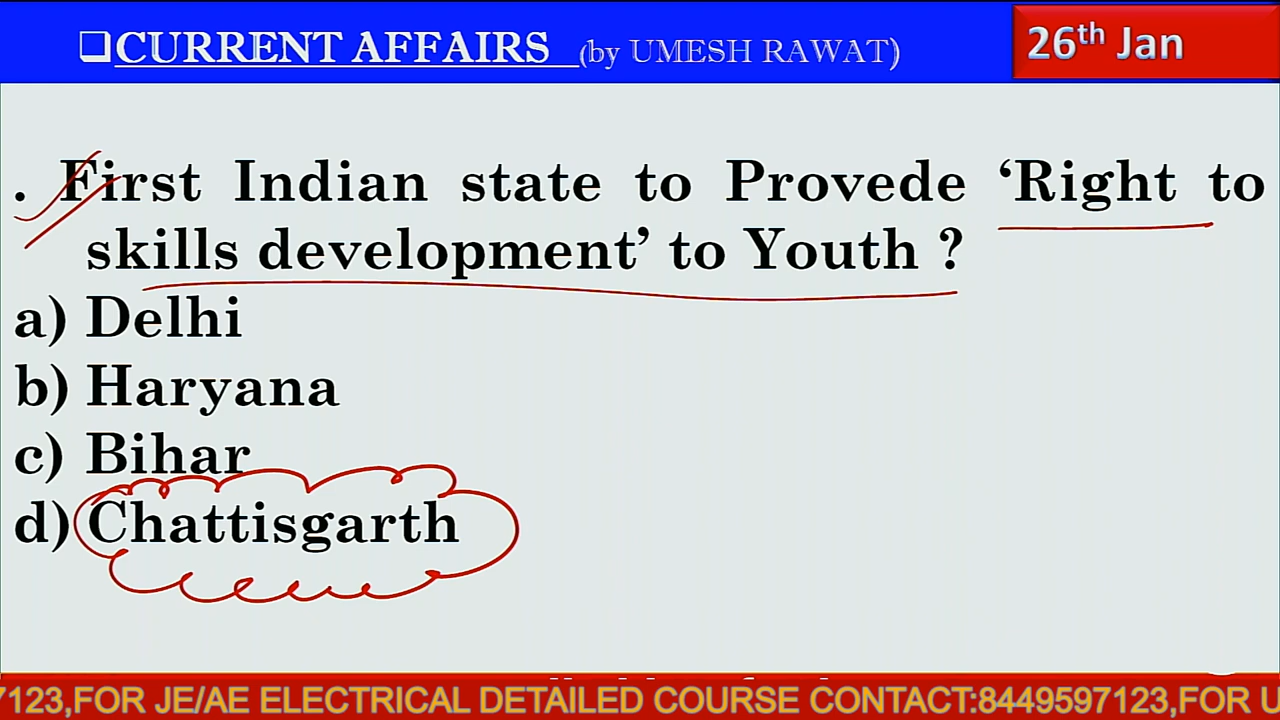 ❑CURRENT AFFAIRS (by UMESH RAWAT)
26th Jan
. First Indian state to Provede ‘Right to
skills development’ to Youth ?
a) Delhi
b) Haryana
c) Bihar
d) Chattisgarth
7123,FOR JE/AE ELECTRICAL DETAILED COURSE CONTACT:8449597123,FOR U